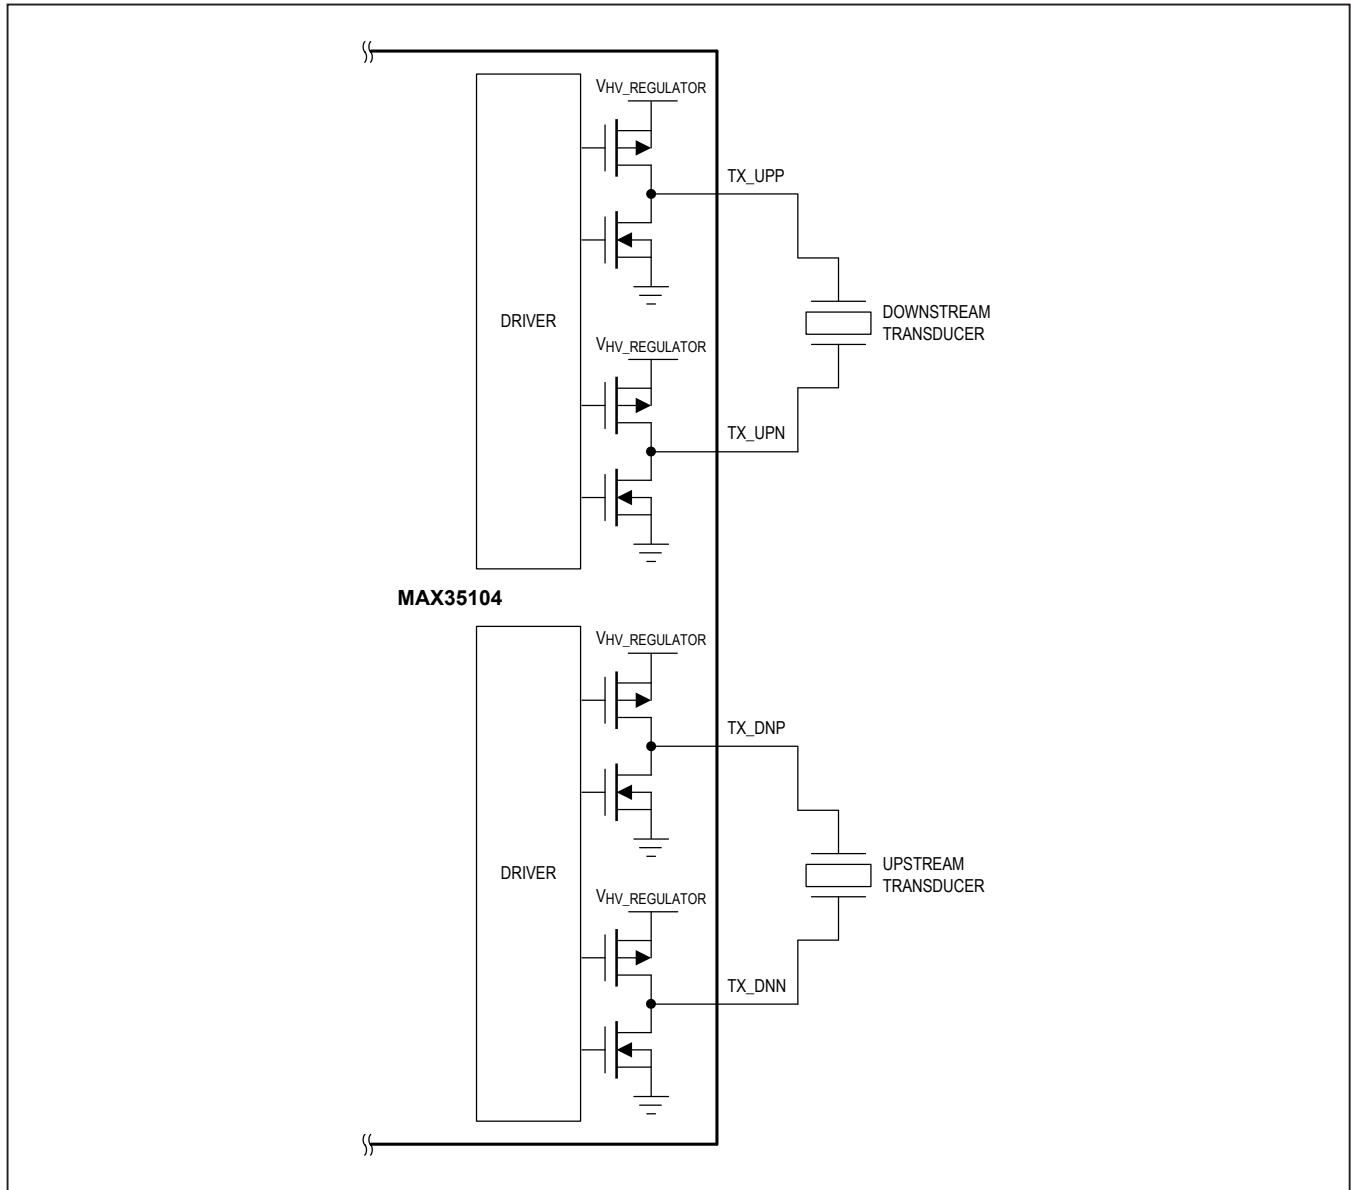 VHV_REGULATOR
TX_UPP
DRIVER
DOWNSTREAM
TRANSDUCER
VHV_REGULATOR
TX_UPN
MAX35104
VHV_REGULATOR
TX_DNP
DRIVER
UPSTREAM
TRANSDUCER
VHV_REGULATOR
TX_DNN